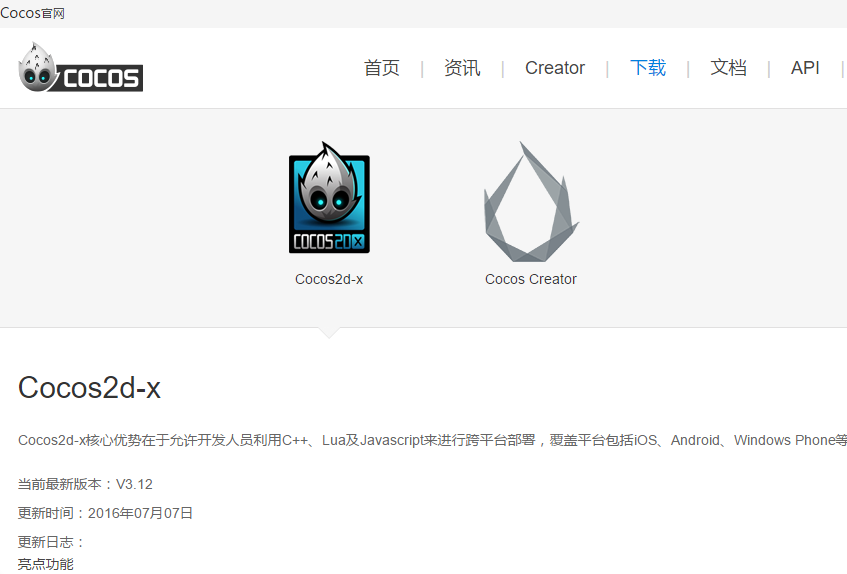 Cocos官网
COCOS
首页 | 资讯 | Creator | 下载 | 文档 | API |
COCOS2DX
Cocos2d-x
Cocos Creator
Cocos2d-x
Cocos2d-x核心优势在于允许开发人员利用C++、Lua及Javascript来进行跨平台部署，覆盖平台包括iOS、Android、Windows Phone等
当前最新版本：V3.12
更新时间：2016年07月07日
更新日志：
亮点功能